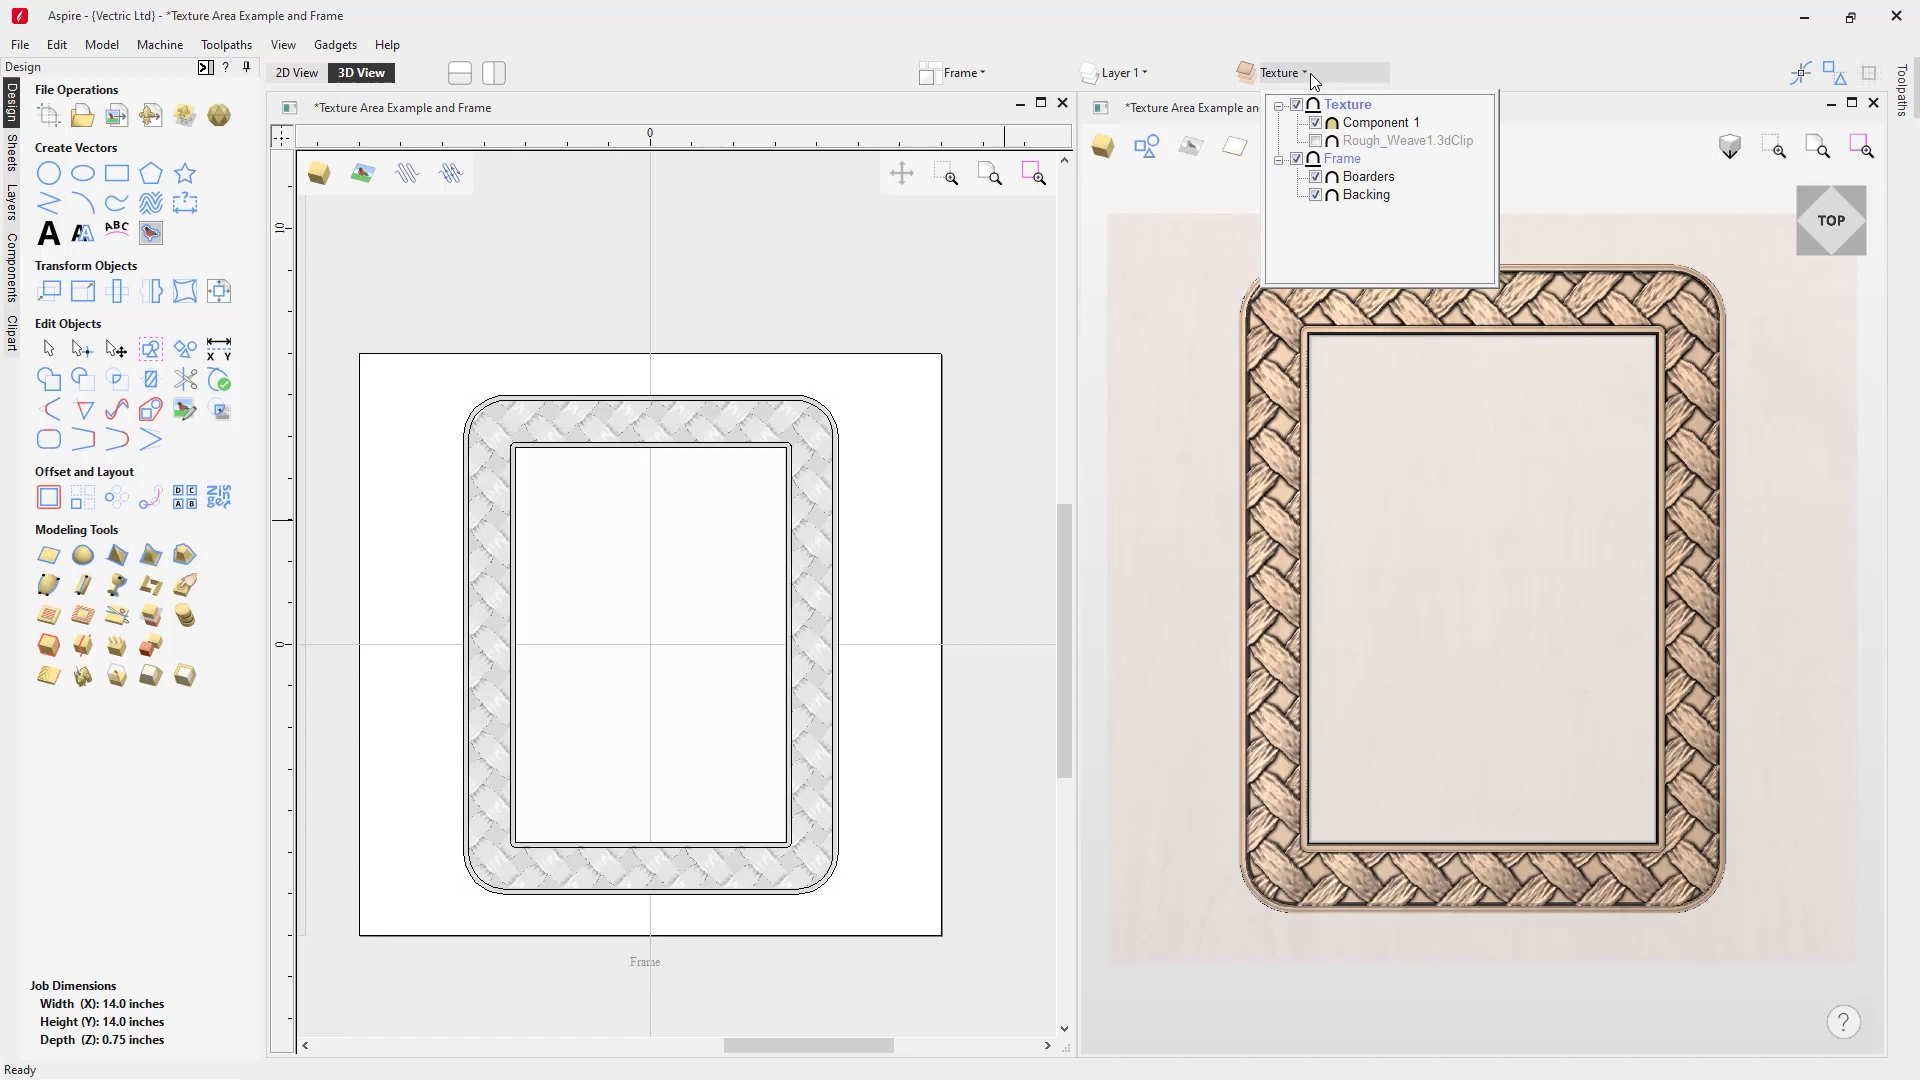 Aspire - {Vectric Ltd} - *Texture Area Example and Frame
File Edit Model Machine Toolpaths View Gadgets Help
Design
?
2D View
3D View
Frame
Layer 1
Texture
Design
Sheets
Layers
Components
Clipart
File Operations
Create Vectors
A
ABC
Transform Objects
Edit Objects
X Y
Offset and Layout
Modeling Tools
Job Dimensions
Width (X): 14.0 inches
Height (Y): 14.0 inches
Depth (Z): 0.75 inches
Ready
*Texture Area Example and Frame
0
10
0
Frame
*Texture Area Example an
Texture
Component 1
Rough_Weave1.3dClip
Frame
Boarders
Backing
TOP
Toolpaths
?